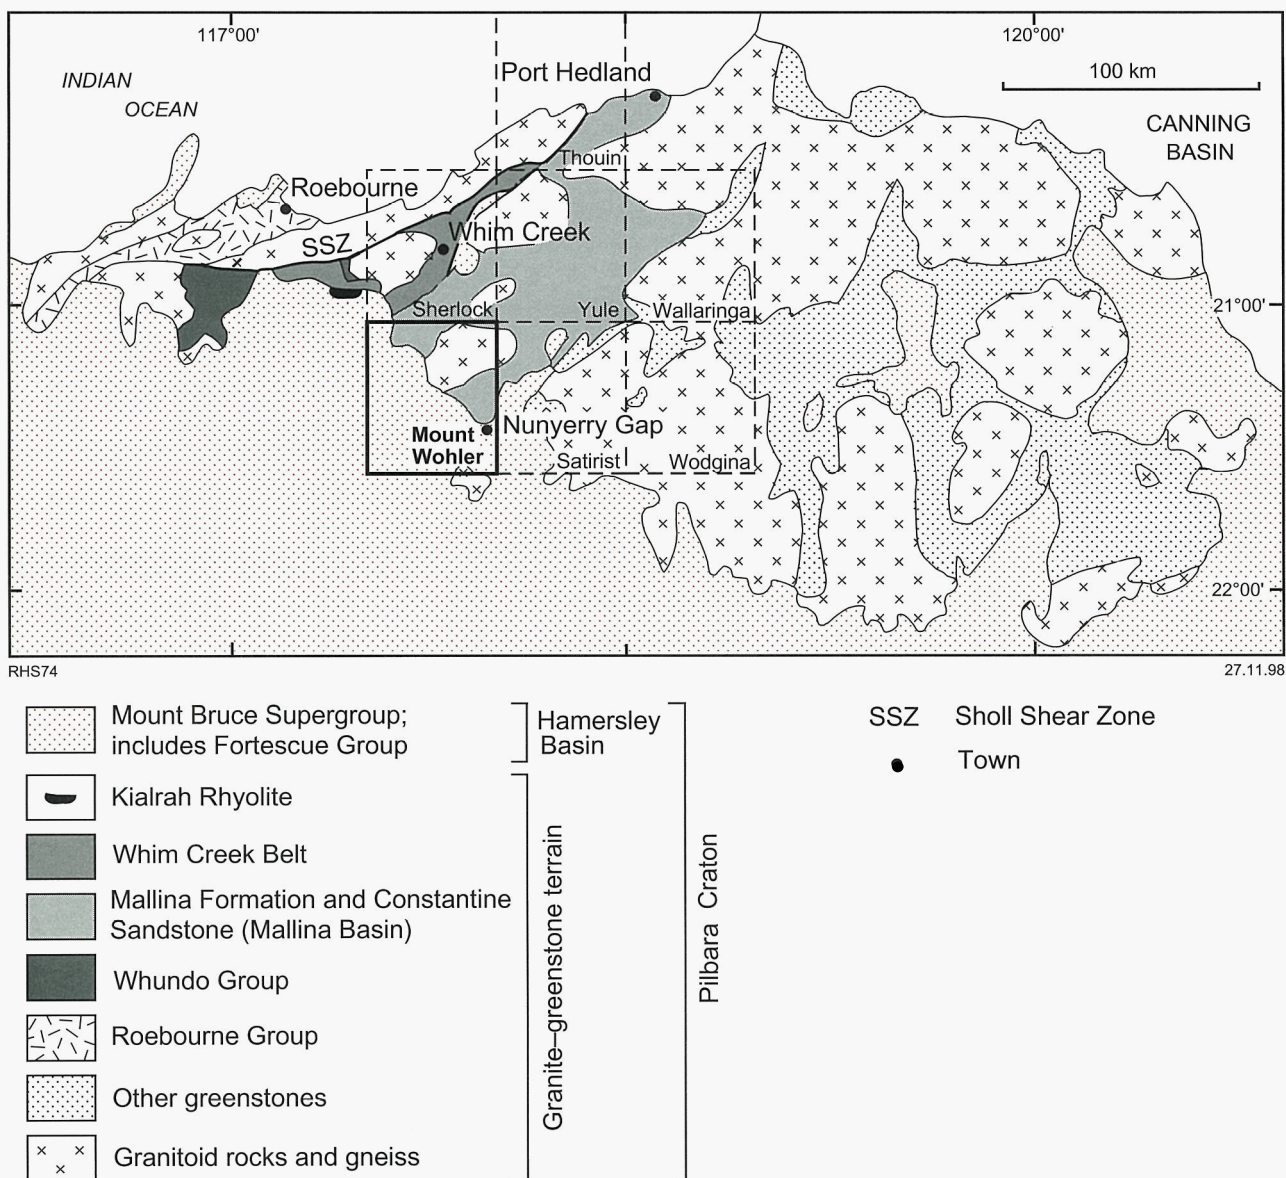 117°00'
120°00'
INDIAN
OCEAN
Port Hedland
100 km
CANNING
BASIN
Thouin
Roebourne
SSZ
Whim Creek
Sherlock
Yule
Wallaringa
21°00'
Mount
Wohler
Nunyerry Gap
Satirist
Wodgina
22°00'
RHS74
27.11.98
Mount Bruce Supergroup;
includes Fortescue Group
Hamersley
Basin
Kialrah Rhyolite
Whim Creek Belt
Mallina Formation and Constantine
Sandstone (Mallina Basin)
Whundo Group
Roebourne Group
Other greenstones
Granitoid rocks and gneiss
Granite–greenstone terrain
Pilbara Craton
SSZ Sholl Shear Zone
Town